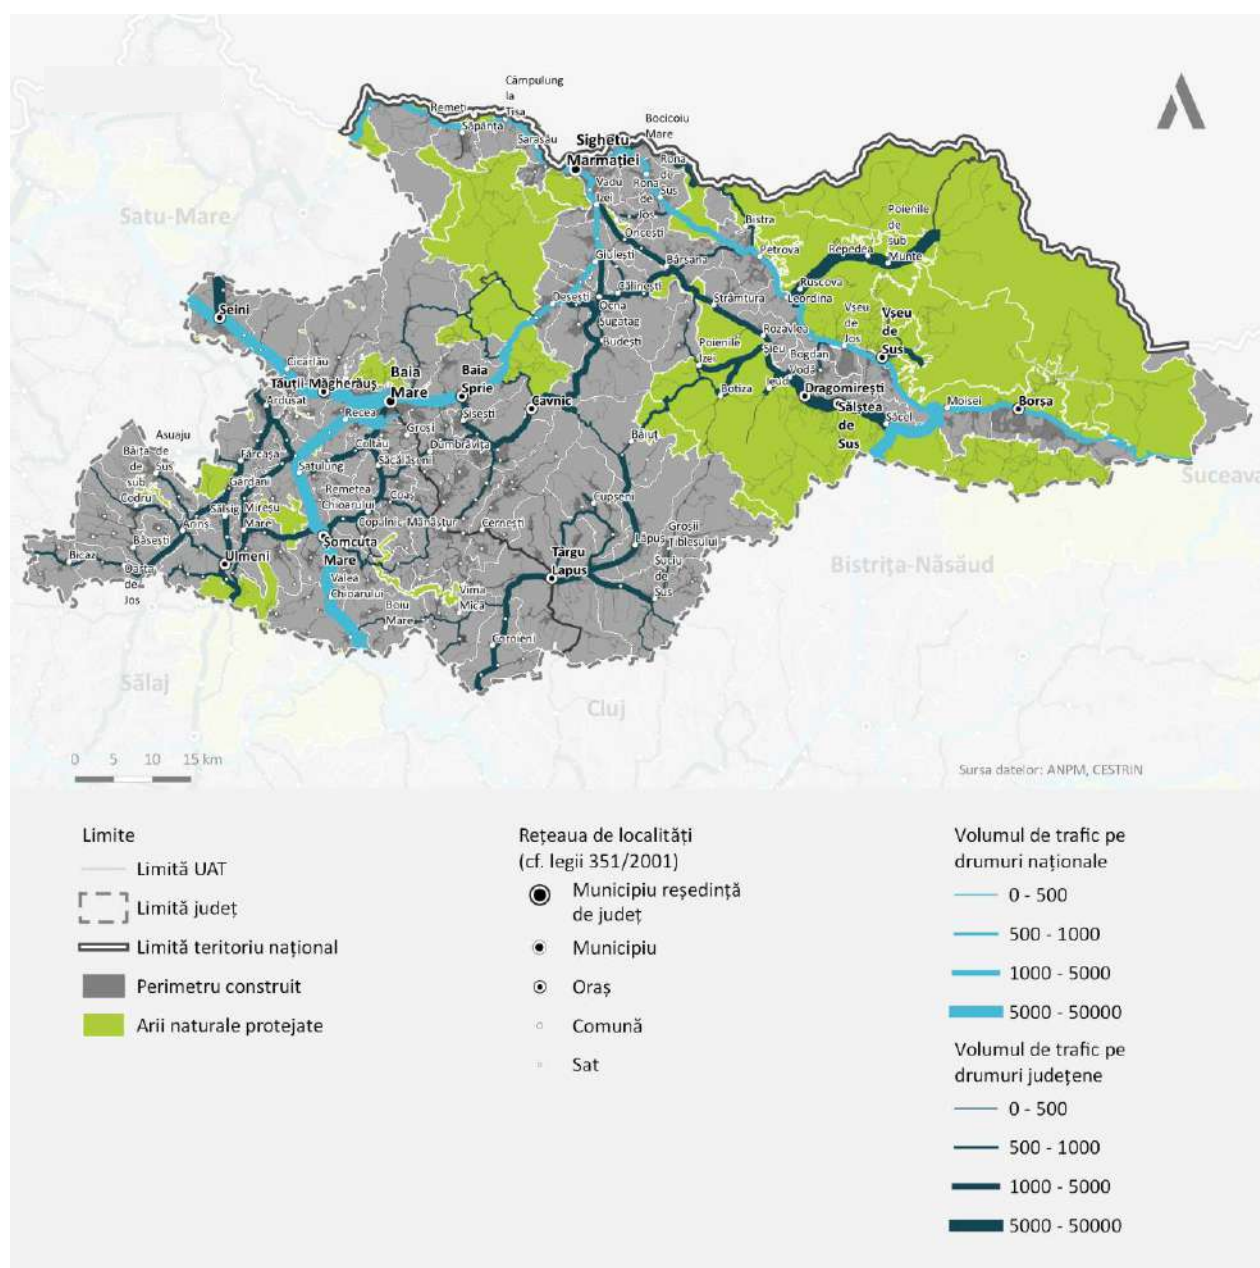 Câmpulung
la
Tisa
Remeți
Săpânța
Sarasău
Bocicoiu
Mare
Sighetu
Marmației
Rona
de
Sus
Rona
de
Jos
Vadu
Izei
Bistra
Poienile
de
sub
Munte
Repedea
Petrova
Ruscova
Leordina
Oncești
Giulești
Bârsana
Călinești
Desești
Ocna
Șugatag
Budești
Strâmtura
Rozavlea
Șieu
Poienile
Izei
Botiza
Ieud
Bogdan
Vodă
Vșeu
de
Jos
Vșeu
de
Sus
Dragomirești
Sălștea
de
Sus
Săcel
Moisei
Borșa
Satu-Mare
Seini
Cicârlău
Tăuții-Măgherăuș
Ardusat
Baia
Mare
Baia
Sprie
Recea
Groși
Șișești
Cavnic
Dumbrăvița
Coltău
Săcălășeni
Băiuț
Asuaju
de
Sus
Băița
de
sub
Codru
Fărcașa
Gârdani
Sălsig
Mireșu
Mare
Satulung
Remetea
Chioarului
Coaș
Copalnic-Mănăștur
Cernești
Cupșeni
Lăpuș
Groșii
Țibleșului
Suciu
de
Sus
Târgu
Lăpuș
Ariniș
Băsești
Bicaz
Oarța
de
Jos
Ulmeni
Șomcuta
Mare
Valea
Chioarului
Boiu
Mare
Vima
Mică
Coroieni
Suceava
Bistrița-Năsăud
Sălaj
Cluj
0 5 10 15 km
Sursa datelor: ANPM, CESTRIN
Limite
Limită UAT
Limită județ
Limită teritoriu național
Perimetru construit
Arii naturale protejate
Rețeaua de localități
(cf. legii 351/2001)
Municipiu reședință
de județ
Municipiu
Oraș
Comună
Sat
Volumul de trafic pe
drumuri naționale
0 - 500
500 - 1000
1000 - 5000
5000 - 50000
Volumul de trafic pe
drumuri județene
0 - 500
500 - 1000
1000 - 5000
5000 - 50000